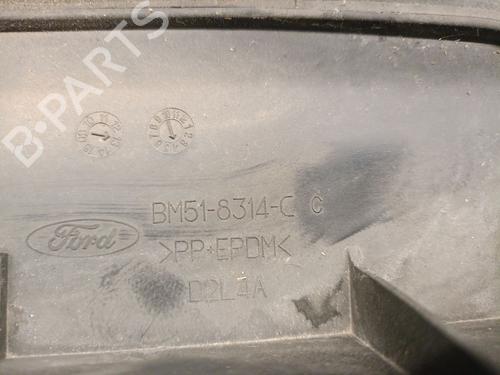 B-PARTS
BM51-8314-C C
Ford
>PP+EPDM<
D2L4A